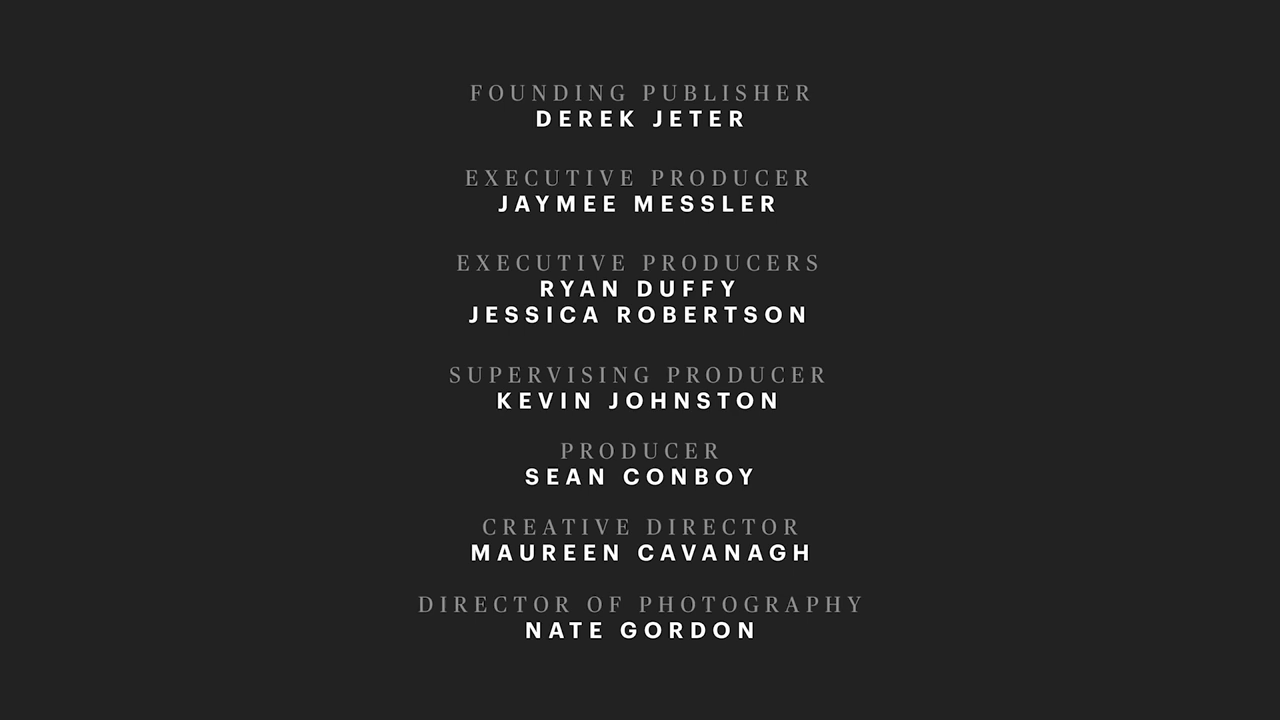 FOUNDING PUBLISHER
DEREK JETER
EXECUTIVE PRODUCER
JAYMEE MESSLER
EXECUTIVE PRODUCERS
RYAN DUFFY
JESSICA ROBERTSON
SUPERVISING PRODUCER
KEVIN JOHNSTON
PRODUCER
SEAN CONBOY
CREATIVE DIRECTOR
MAUREEN CAVANAGH
DIRECTOR OF PHOTOGRAPHY
NATE GORDON